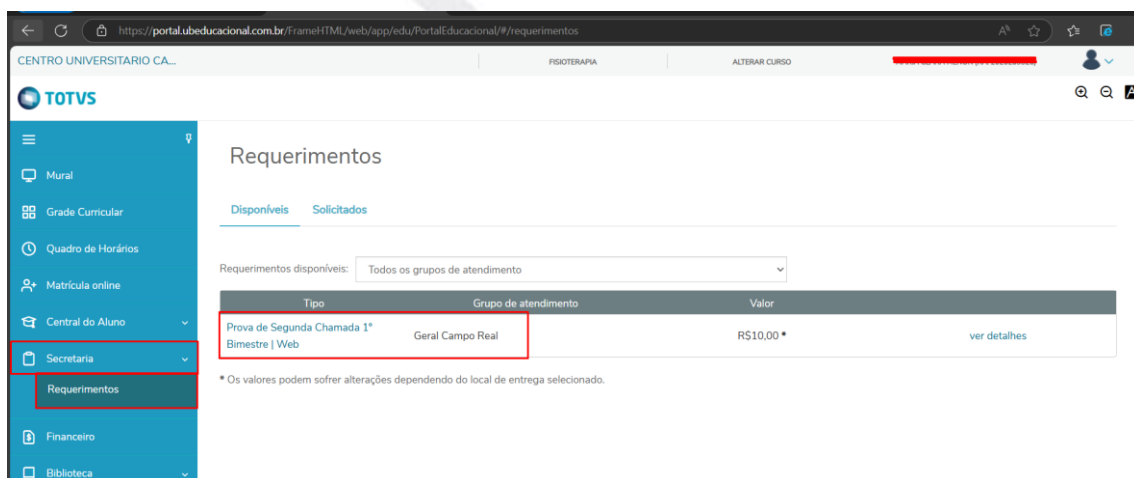 https://portal.ubeducacional.com.br/FrameHTML/web/app/edu/PortalEducacional/#/requerimentos
CENTRO UNIVERSITARIO CA...
FISIOTERAPIA
ALTERAR CURSO
TOTVS
Mural
Grade Curricular
Quadro de Horários
Matrícula online
Central do Aluno
Secretaria
Requerimentos
Financeiro
Biblioteca
Requerimentos
Disponíveis Solicitados
Requerimentos disponíveis: Todos os grupos de atendimento
Tipo Grupo de atendimento Valor
Prova de Segunda Chamada 1°
Bimestre | Web
Geral Campo Real
R$10,00 *
ver detalhes
* Os valores podem sofrer alterações dependendo do local de entrega selecionado.